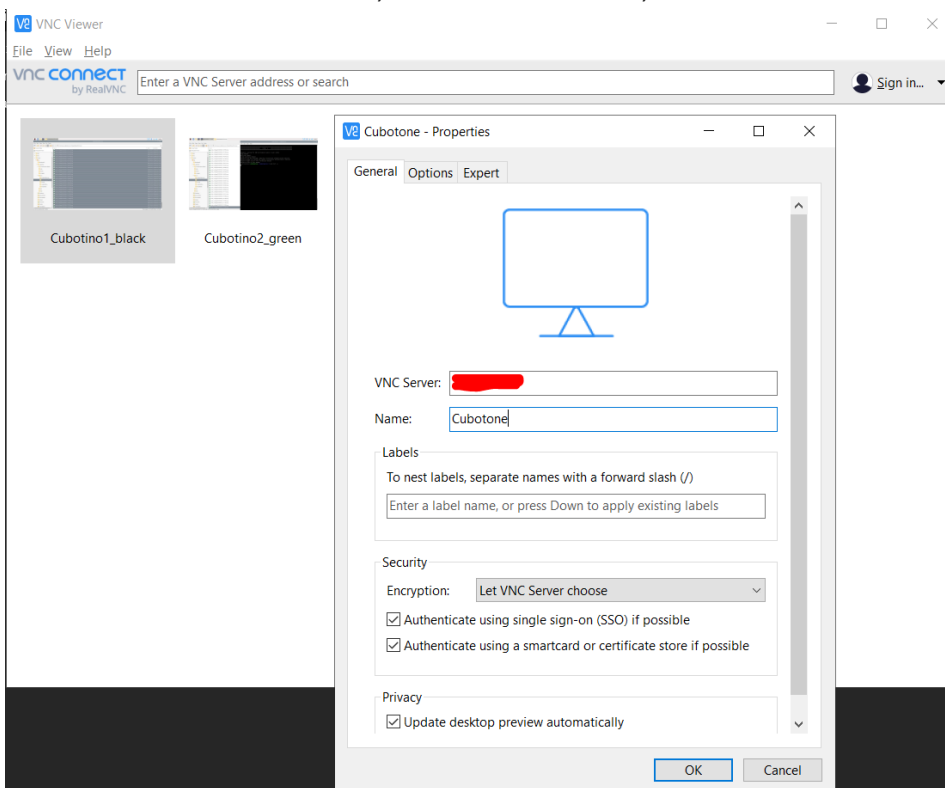 VNC Viewer
File View Help
vnc connect
by RealVNC
Enter a VNC Server address or search
Sign in...
Cubotino1_black
Cubotino2_green
Cubotone - Properties
General Options Expert
VNC Server:
Name: Cubotone
Labels
To nest labels, separate names with a forward slash (/)
Enter a label name, or press Down to apply existing labels
Security
Encryption: Let VNC Server choose
Authenticate using single sign-on (SSO) if possible
Authenticate using a smartcard or certificate store if possible
Privacy
Update desktop preview automatically
OK Cancel